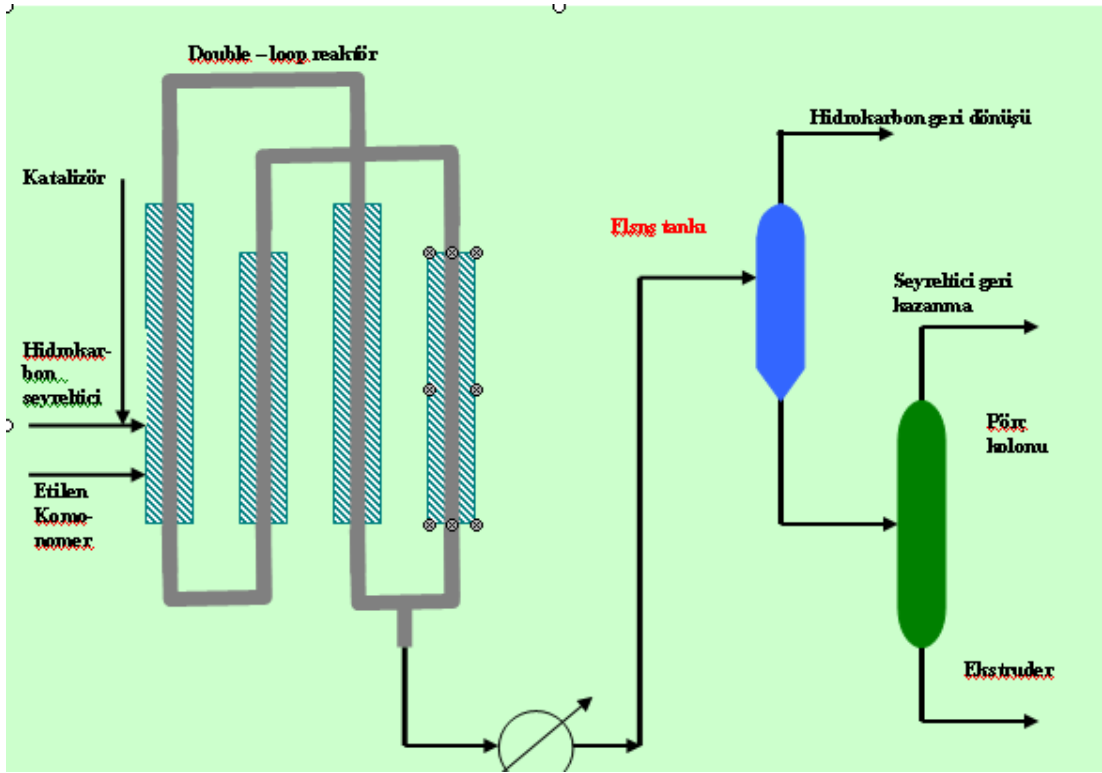 Double – loop reaktör
Hidrokarbon geri dönüşü
Katalizör
Flaş tankı
Seyreltici geri
kazanma
Hidrokar-
bon
seyreltici
Pörç
kolonu
Etilen
Komo-
nomer
Ekstruder